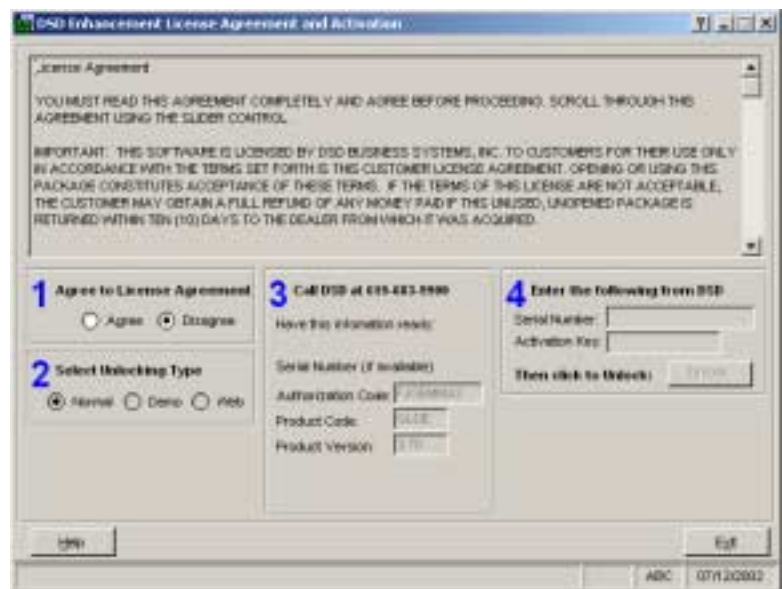 DSD Enhancement License Agreement and Activation
License Agreement
YOU MUST READ THIS AGREEMENT COMPLETELY AND AGREE BEFORE PROCEEDING. SCROLL THROUGH THIS
AGREEMENT USING THE SLIDER CONTROL
IMPORTANT: THIS SOFTWARE IS LICENSED BY DSD BUSINESS SYSTEMS, INC. TO CUSTOMERS FOR THEIR USE ONLY
IN ACCORDANCE WITH THE TERMS SET FORTH IS THIS CUSTOMER LICENSE AGREEMENT. OPENING OR USING THIS
PACKAGE CONSTITUTES ACCEPTANCE OF THESE TERMS. IF THE TERMS OF THIS LICENSE ARE NOT ACCEPTABLE,
THE CUSTOMER MAY OBTAIN A FULL REFUND OF ANY MONEY PAID IF THIS UNUSED, UNOPENED PACKAGE IS
RETURNED WITHIN TEN (10) DAYS TO THE DEALER FROM WHICH IT WAS ACQUIRED.
1 Agree to License Agreement
Agree Disagree
2 Select Unlocking Type
Normal Demo Web
3 Call DSD at
Have this information ready:
Serial Number (if available)
Authorization Code:
Product Code:
Product Version:
4 Enter the following from DSD
Serial Number:
Activation Key:
Then click to Unlock:
Help
Exit
ABC 07/12/2002